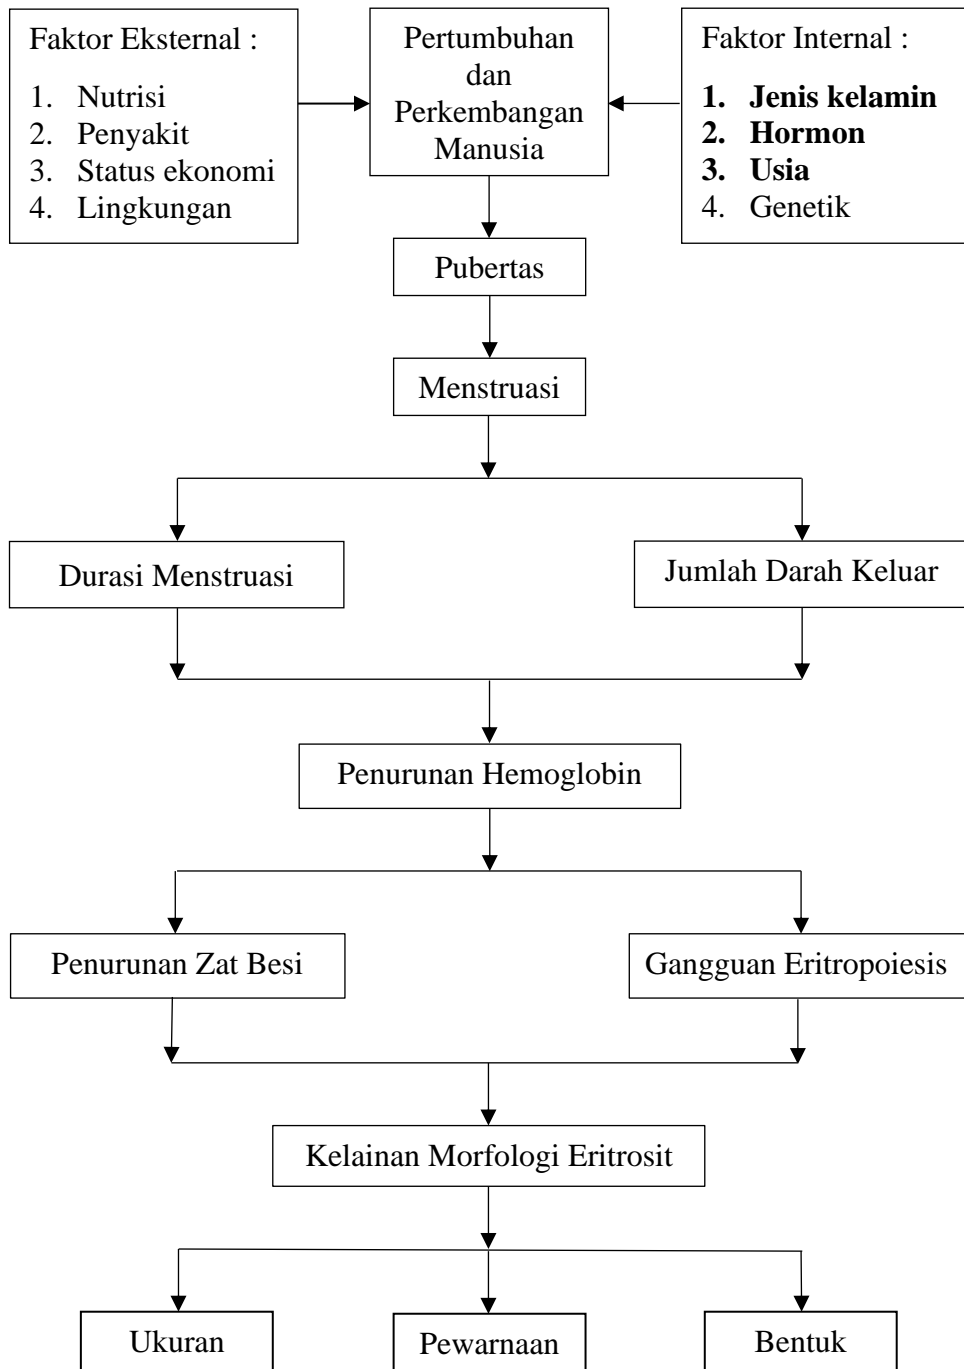 Faktor Eksternal :
1. Nutrisi
2. Penyakit
3. Status ekonomi
4. Lingkungan
Pertumbuhan
dan
Perkembangan
Manusia
Faktor Internal :
1. Jenis kelamin
2. Hormon
3. Usia
4. Genetik
Pubertas
Menstruasi
Durasi Menstruasi
Jumlah Darah Keluar
Penurunan Hemoglobin
Penurunan Zat Besi
Gangguan Eritropoiesis
Kelainan Morfologi Eritrosit
Ukuran
Pewarnaan
Bentuk